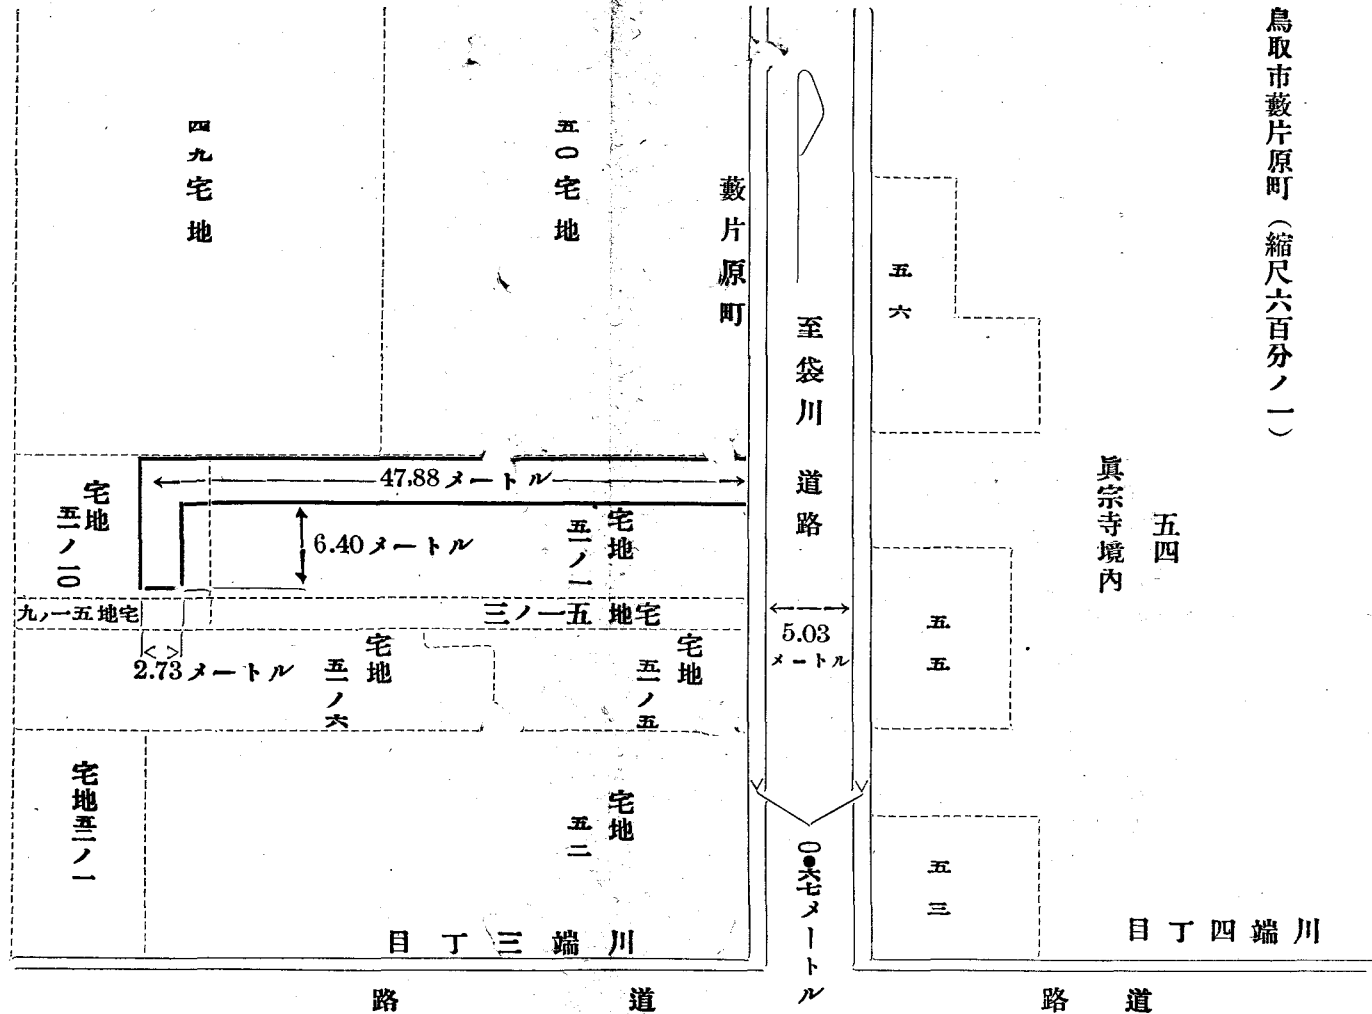 鳥取市藪片原町（縮尺六百分ノ一）
五四
眞宗寺境內
五六
五五
五三
川端四丁目
道路
至袋川
道路
5.03
メートル
〇●六七メートル
藪片原町
五〇宅地
四九宅地
47.88メートル
宅地
五一ノ一
6.40メートル
宅地
五一ノ一〇
宅地五一ノ三
宅地五一ノ九
2.73メートル
宅地
五一ノ五
宅地
五一ノ六
宅地
五二
宅地五二ノ一
川端三丁目
道路